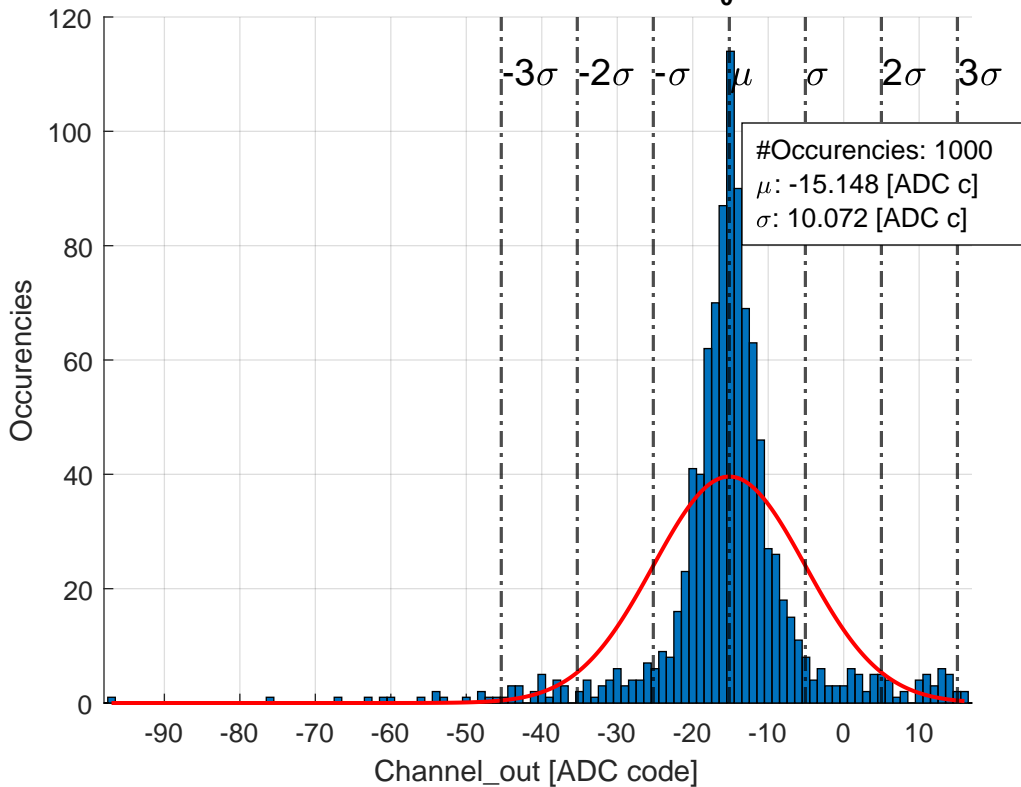 0
120
100
80
60
40
20
0
Occurencies
-3σ -2σ -σ μ σ 2σ 3σ
#Occurencies: 1000
μ: -15.148 [ADC c]
σ: 10.072 [ADC c]
-90 -80 -70 -60 -50 -40 -30 -20 -10 0 10
Channel_out [ADC code]